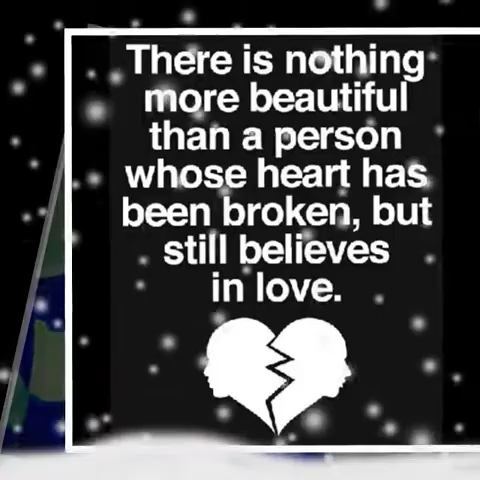 There is nothing
more beautiful
than a person
whose heart has
been broken, but
still believes
in love.